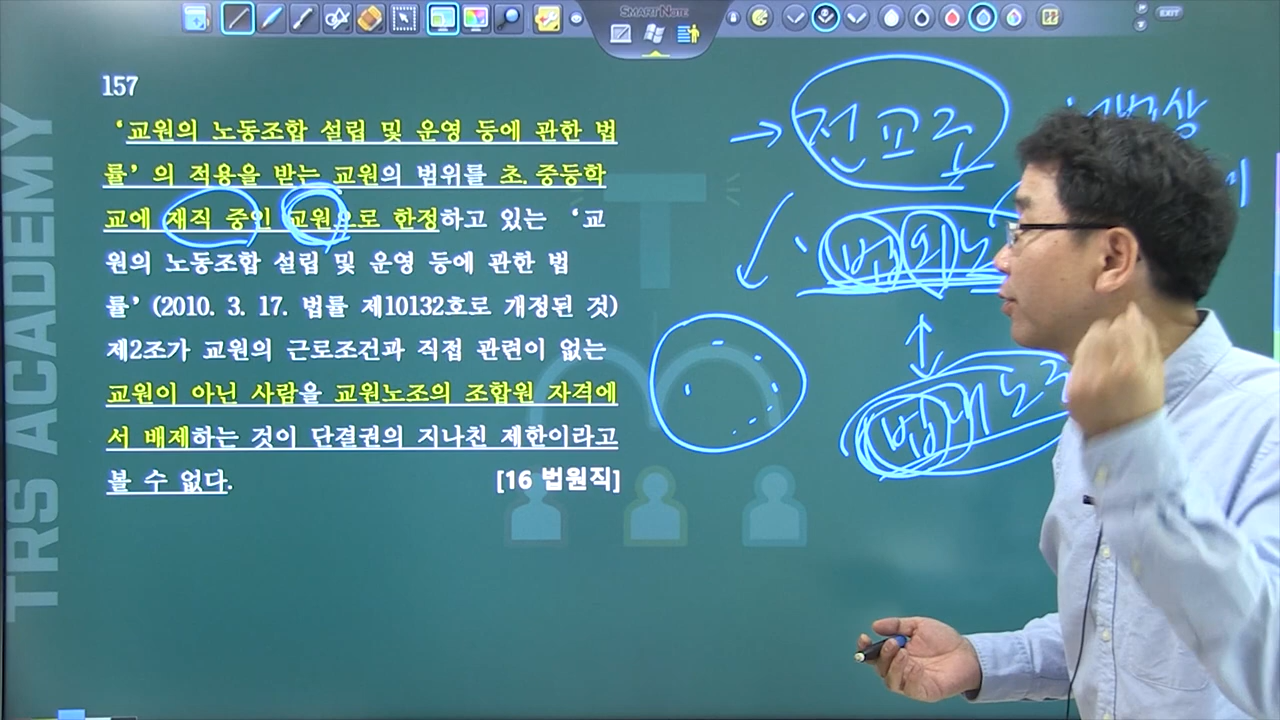 SMART NOTE
EXIT
TRS ACADEMY
157
‘교원의 노동조합 설립 및 운영 등에 관한 법
률’의 적용을 받는 교원의 범위를 초. 중등학
교에 재직 중인 교원으로 한정하고 있는 ‘교
원의 노동조합 설립 및 운영 등에 관한 법
률’(2010. 3. 17. 법률 제10132호로 개정된 것)
제2조가 교원의 근로조건과 직접 관련이 없는
교원이 아닌 사람을 교원노조의 조합원 자격에
서 배제하는 것이 단결권의 지나친 제한이라고
볼 수 없다.
[16 법원직]
전교조
법외노
법내노조